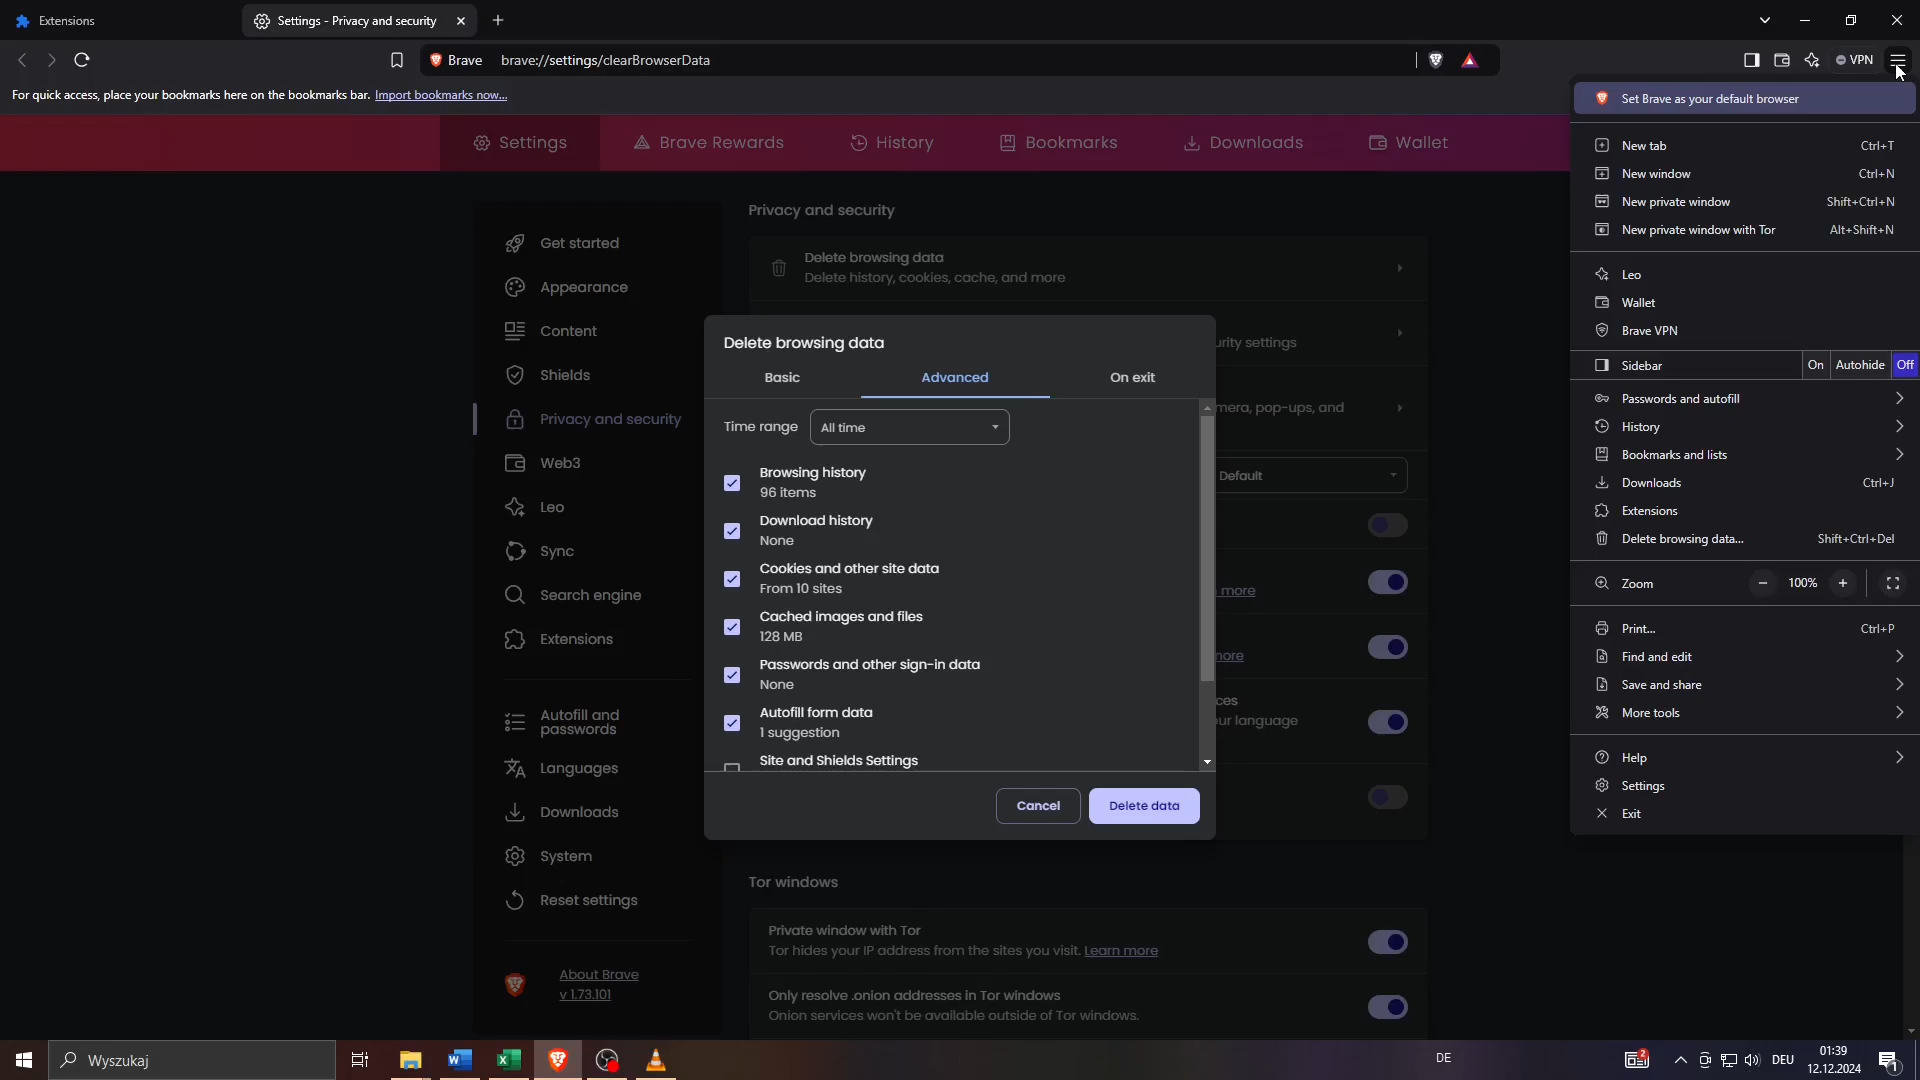 Extensions
Settings - Privacy and security
Brave
brave://settings/clearBrowserData
VPN
For quick access, place your bookmarks here on the bookmarks bar. Import bookmarks now...
Settings
Brave Rewards
History
Bookmarks
Downloads
Wallet
Get started
Appearance
Content
Shields
Privacy and security
Web3
Leo
Sync
Search engine
Extensions
Autofill and
passwords
Languages
Downloads
System
Reset settings
About Brave
v 1.73.101
Privacy and security
Delete browsing data
Delete history, cookies, cache, and more
urity settings
mera, pop-ups, and
Default
more
more
ces
ur language
Delete browsing data
Basic
Advanced
On exit
Time range
All time
Browsing history
96 items
Download history
None
Cookies and other site data
From 10 sites
Cached images and files
128 MB
Passwords and other sign-in data
None
Autofill form data
1 suggestion
Site and Shields Settings
Cancel
Delete data
Tor windows
Private window with Tor
Tor hides your IP address from the sites you visit. Learn more
Only resolve .onion addresses in Tor windows
Onion services won't be available outside of Tor windows.
Set Brave as your default browser
New tab Ctrl+T
New window Ctrl+N
New private window Shift+Ctrl+N
New private window with Tor Alt+Shift+N
Leo
Wallet
Brave VPN
Sidebar On Autohide Off
Passwords and autofill
History
Bookmarks and lists
Downloads Ctrl+J
Extensions
Delete browsing data... Shift+Ctrl+Del
Zoom 100%
Print... Ctrl+P
Find and edit
Save and share
More tools
Help
Settings
Exit
Wyszukaj
DE
2
DEU
01:39
12.12.2024
1